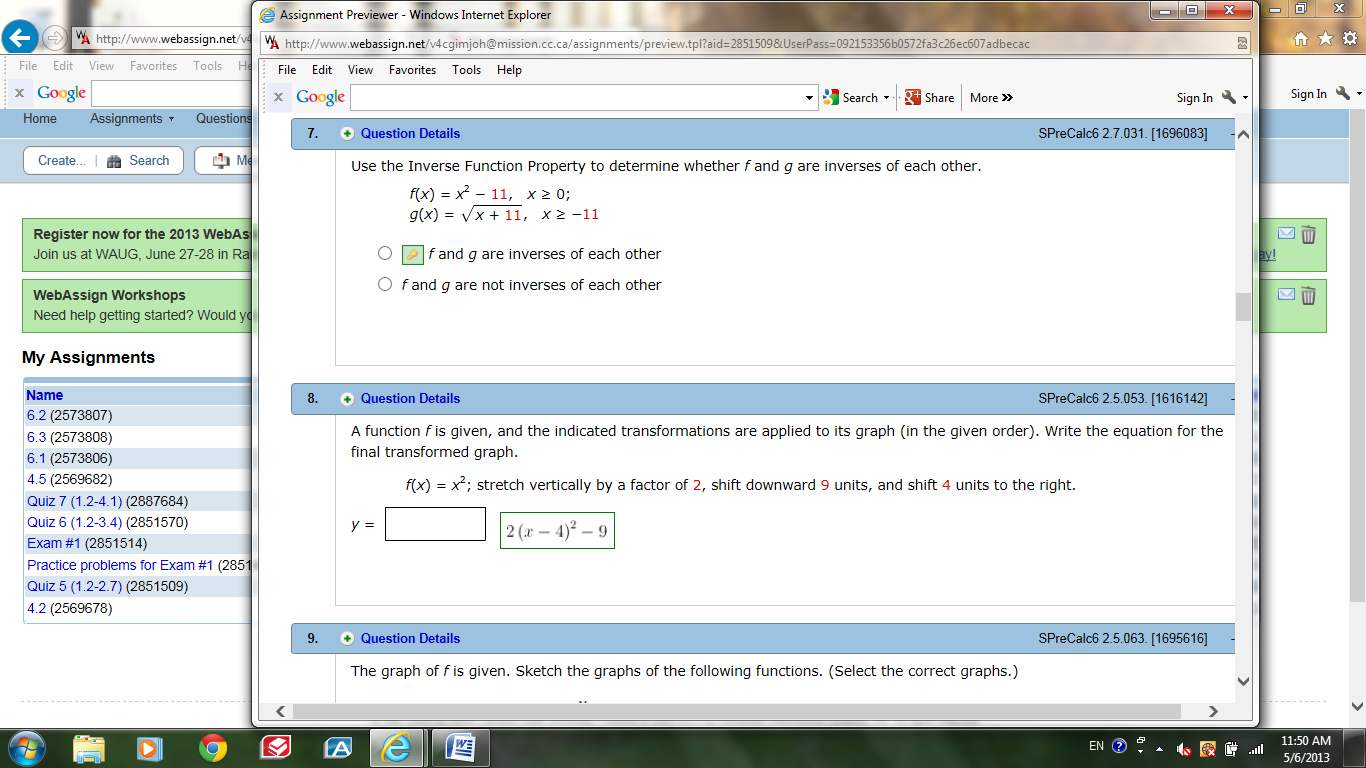 Assignment Previewer - Windows Internet Explorer
http://www.webassign.net/v4
http://www.webassign.net/v4cgimjoh@mission.cc.ca/assignments/preview.tpl?aid=2851509&UserPass=092153356b0572fa3c26ec607adbecac
File Edit View Favorites Tools He
File Edit View Favorites Tools Help
x Google
x Google Search Share More » Sign In
Sign In
Home Assignments Questions
Create... | Search Me
Register now for the 2013 WebAs
Join us at WAUG, June 27-28 in Ra
ay!
WebAssign Workshops
Need help getting started? Would yo
My Assignments
Name
6.2 (2573807)
6.3 (2573808)
6.1 (2573806)
4.5 (2569682)
Quiz 7 (1.2-4.1) (2887684)
Quiz 6 (1.2-3.4) (2851570)
Exam #1 (2851514)
Practice problems for Exam #1 (2851
Quiz 5 (1.2-2.7) (2851509)
4.2 (2569678)
7. Question Details SPreCalc6 2.7.031. [1696083] -
Use the Inverse Function Property to determine whether f and g are inverses of each other.
f(x) = x² − 11, x ≥ 0;
g(x) = √x + 11, x ≥ −11
f and g are inverses of each other
f and g are not inverses of each other
8. Question Details SPreCalc6 2.5.053. [1616142] -
A function f is given, and the indicated transformations are applied to its graph (in the given order). Write the equation for the
final transformed graph.
f(x) = x²; stretch vertically by a factor of 2, shift downward 9 units, and shift 4 units to the right.
y = 2 (x − 4)² − 9
9. Question Details SPreCalc6 2.5.063. [1695616] -
The graph of f is given. Sketch the graphs of the following functions. (Select the correct graphs.)
EN
11:50 AM
5/6/2013